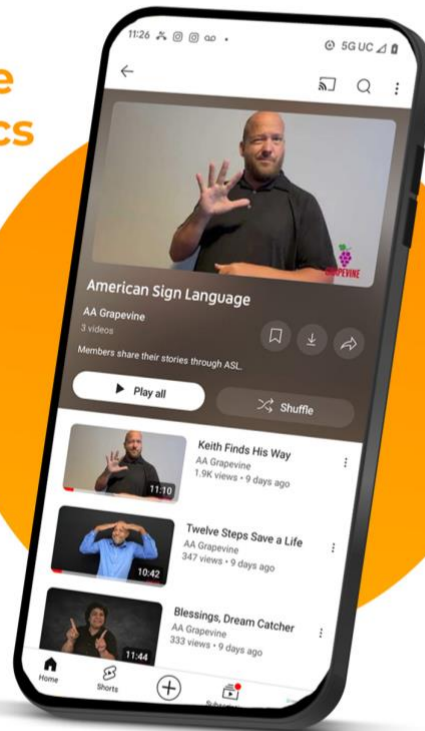 e
cs
11:26
5G UC
GRAPEVINE
American Sign Language
AA Grapevine
3 videos
Members share their stories through ASL.
Play all
Shuffle
Keith Finds His Way
AA Grapevine
1.9K views • 9 days ago
11:10
Twelve Steps Save a Life
AA Grapevine
347 views • 9 days ago
10:42
Blessings, Dream Catcher
AA Grapevine
333 views • 9 days ago
11:44
Home
Shorts